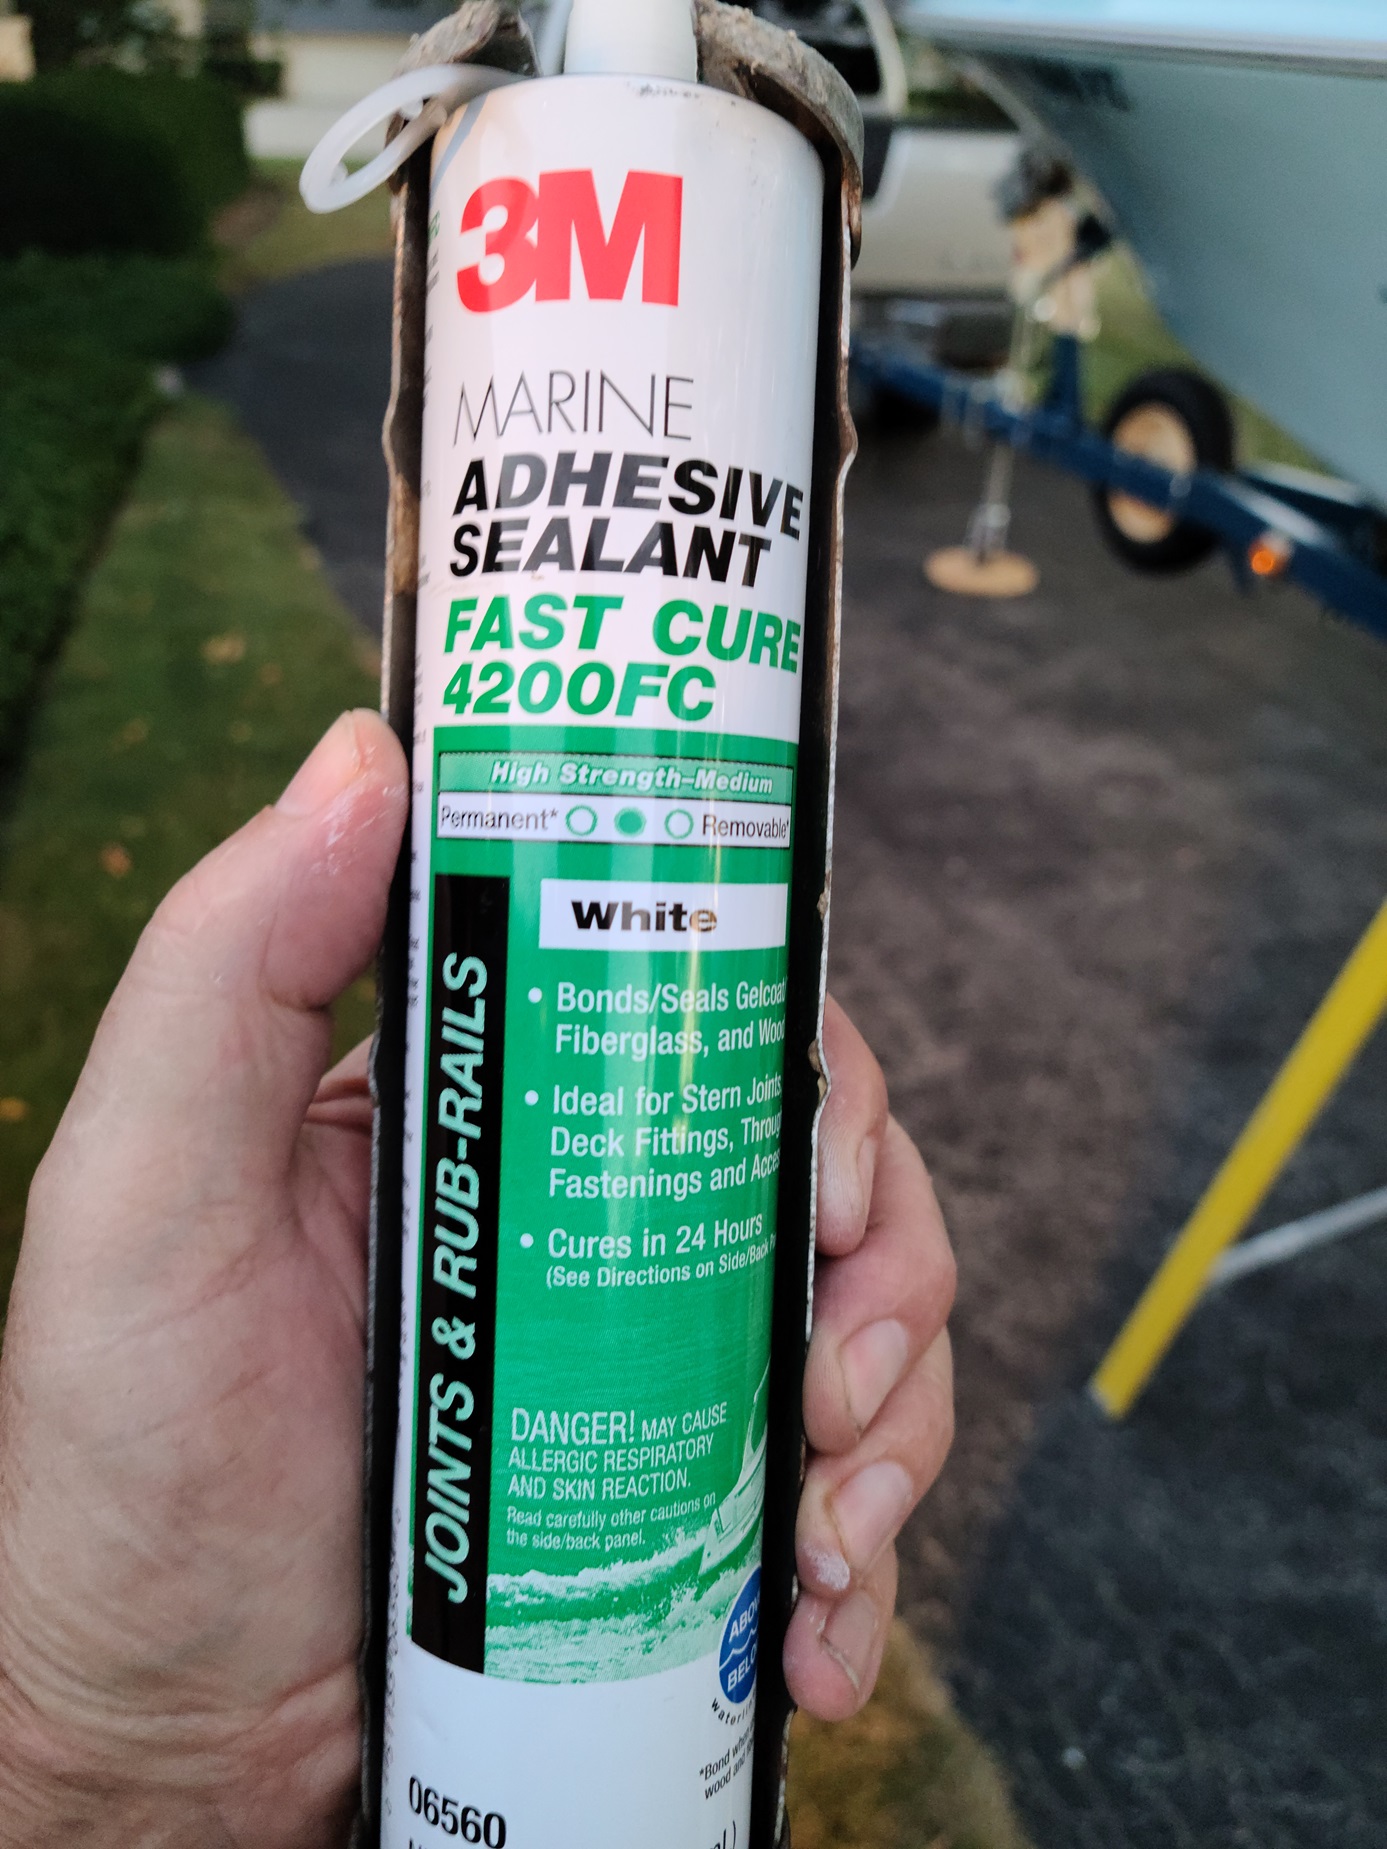 3M
MARINE
ADHESIVE
SEALANT
FAST CURE
4200FC
High Strength–Medium
Permanent* Removable*
White
JOINTS & RUB-RAILS
• Bonds/Seals Gelcoat
Fiberglass, and Wood
• Ideal for Stern Joints
Deck Fittings,
Fastenings and
• Cures in 24 Hours
(See Directions on Side/Back
DANGER! MAY CAUSE
ALLERGIC RESPIRATORY
AND SKIN REACTION.
Read carefully other cautions on
the side/back panel.
*Bond
wood and
06560